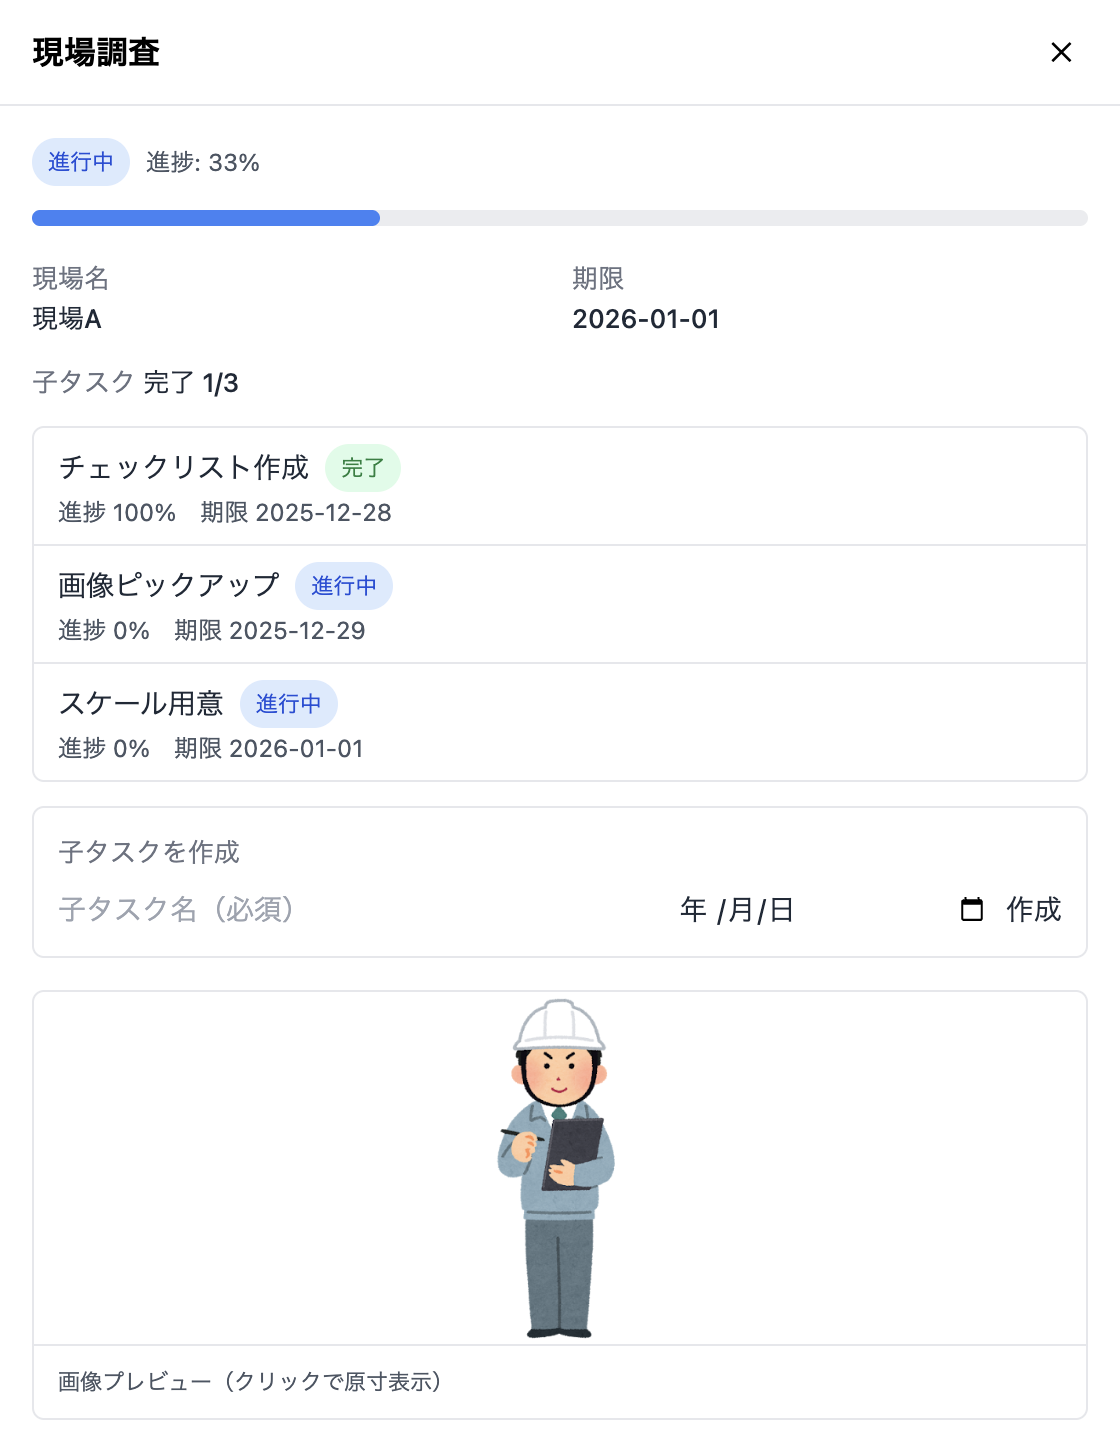 現場調査
進行中 進捗: 33%
現場名 期限
現場A 2026-01-01
子タスク 完了 1/3
チェックリスト作成 完了
進捗 100% 期限 2025-12-28
画像ピックアップ 進行中
進捗 0% 期限 2025-12-29
スケール用意 進行中
進捗 0% 期限 2026-01-01
子タスクを作成
子タスク名（必須） 年 /月/日 作成
画像プレビュー（クリックで原寸表示）